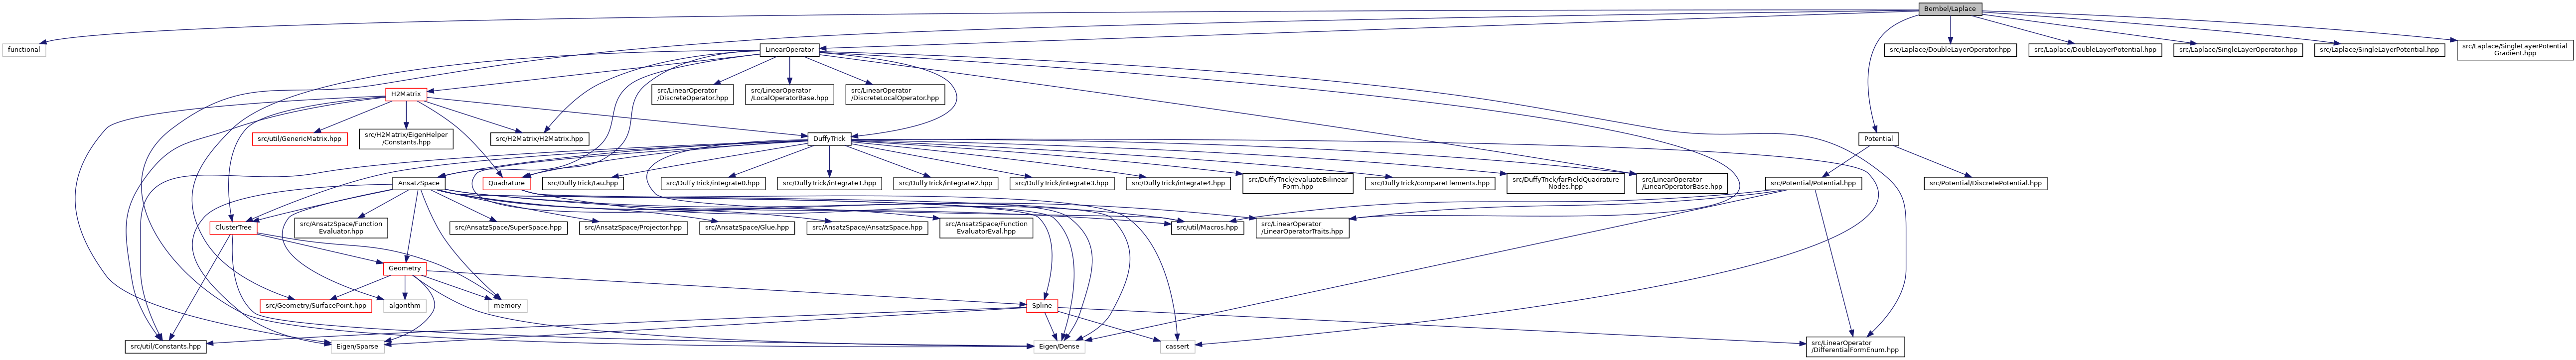 Bembel/Laplace
functional
LinearOperator
src/Laplace/DoubleLayerOperator.hpp
src/Laplace/DoubleLayerPotential.hpp
src/Laplace/SingleLayerOperator.hpp
src/Laplace/SingleLayerPotential.hpp
src/Laplace/SingleLayerPotential
Gradient.hpp
H2Matrix
src/LinearOperator
/DiscreteOperator.hpp
src/LinearOperator
/LocalOperatorBase.hpp
src/LinearOperator
/DiscreteLocalOperator.hpp
src/util/GenericMatrix.hpp
src/H2Matrix/EigenHelper
/Constants.hpp
src/H2Matrix/H2Matrix.hpp
DuffyTrick
Potential
AnsatzSpace
Quadrature
src/DuffyTrick/tau.hpp
src/DuffyTrick/integrate0.hpp
src/DuffyTrick/integrate1.hpp
src/DuffyTrick/integrate2.hpp
src/DuffyTrick/integrate3.hpp
src/DuffyTrick/integrate4.hpp
src/DuffyTrick/evaluateBilinear
Form.hpp
src/DuffyTrick/compareElements.hpp
src/DuffyTrick/farFieldQuadrature
Nodes.hpp
src/LinearOperator
/LinearOperatorBase.hpp
src/Potential/Potential.hpp
src/Potential/DiscretePotential.hpp
ClusterTree
src/AnsatzSpace/Function
Evaluator.hpp
src/AnsatzSpace/SuperSpace.hpp
src/AnsatzSpace/Projector.hpp
src/AnsatzSpace/Glue.hpp
src/AnsatzSpace/AnsatzSpace.hpp
src/AnsatzSpace/Function
EvaluatorEval.hpp
src/util/Macros.hpp
src/LinearOperator
/LinearOperatorTraits.hpp
Geometry
src/Geometry/SurfacePoint.hpp
algorithm
memory
Spline
src/util/Constants.hpp
Eigen/Sparse
Eigen/Dense
cassert
src/LinearOperator
/DifferentialFormEnum.hpp